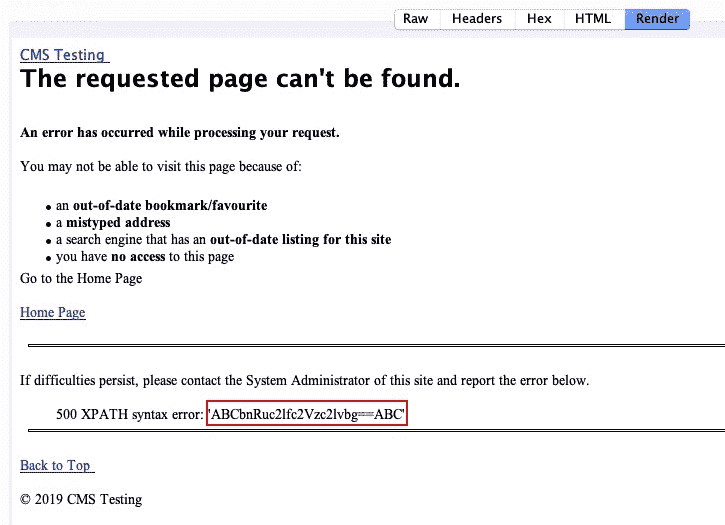 Raw Headers Hex HTML Render
CMS Testing
The requested page can't be found.
An error has occurred while processing your request.
You may not be able to visit this page because of:
• an out-of-date bookmark/favourite
• a mistyped address
• a search engine that has an out-of-date listing for this site
• you have no access to this page
Go to the Home Page
Home Page
If difficulties persist, please contact the System Administrator of this site and report the error below.
500 XPATH syntax error: 'ABCbnRuc2lfc2Vzc2lvbg==ABC'
Back to Top
© 2019 CMS Testing